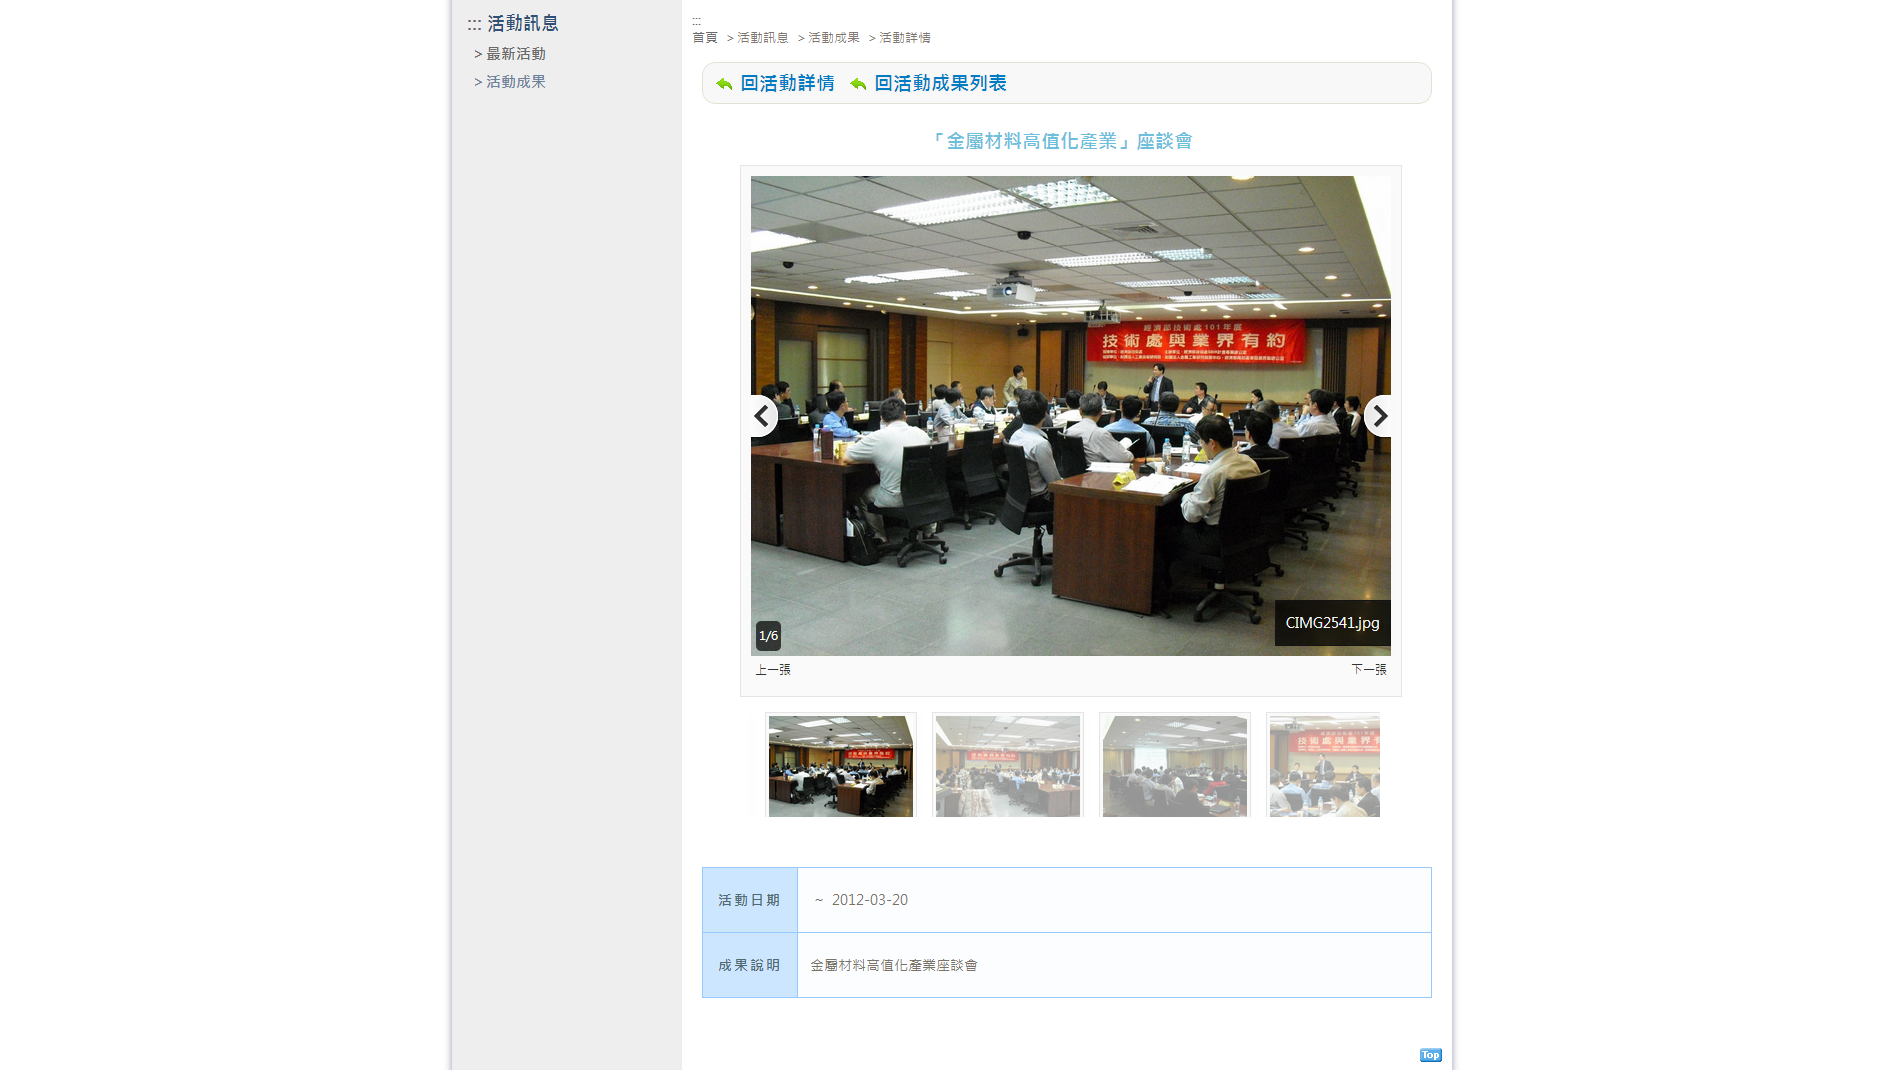 ::: 活動訊息
> 最新活動
> 活動成果
:::
首頁 > 活動訊息 > 活動成果 > 活動詳情
回活動詳情 回活動成果列表
「金屬材料高值化產業」座談會
經濟部技術處101年度
技術處與業界有約
1/6
CIMG2541.jpg
上一張 下一張
活動日期 ~ 2012-03-20
成果說明 金屬材料高值化產業座談會
Top